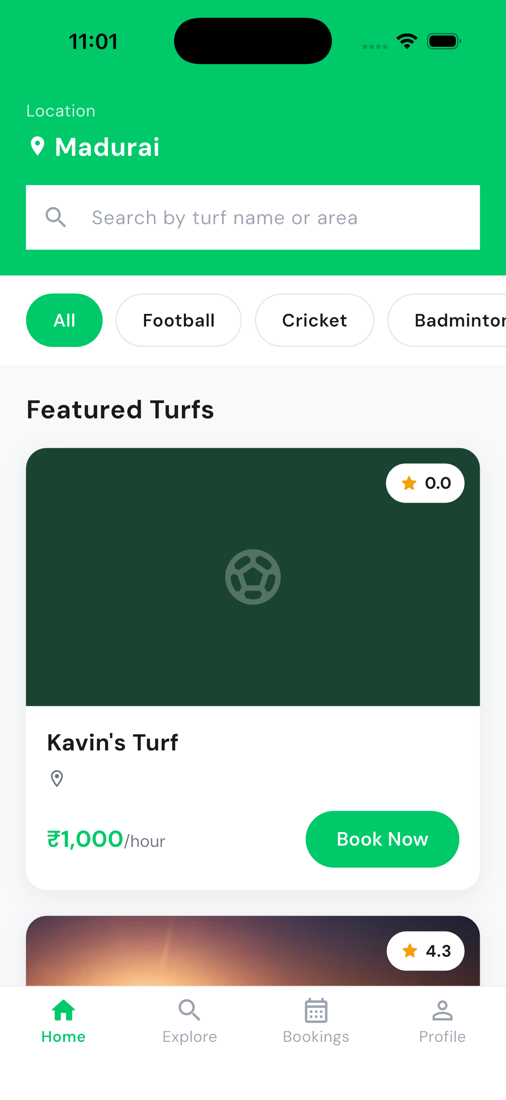 11:01
Location
Madurai
Search by turf name or area
All Football Cricket Badminton
Featured Turfs
0.0
Kavin's Turf
₹1,000/hour Book Now
4.3
Home Explore Bookings Profile